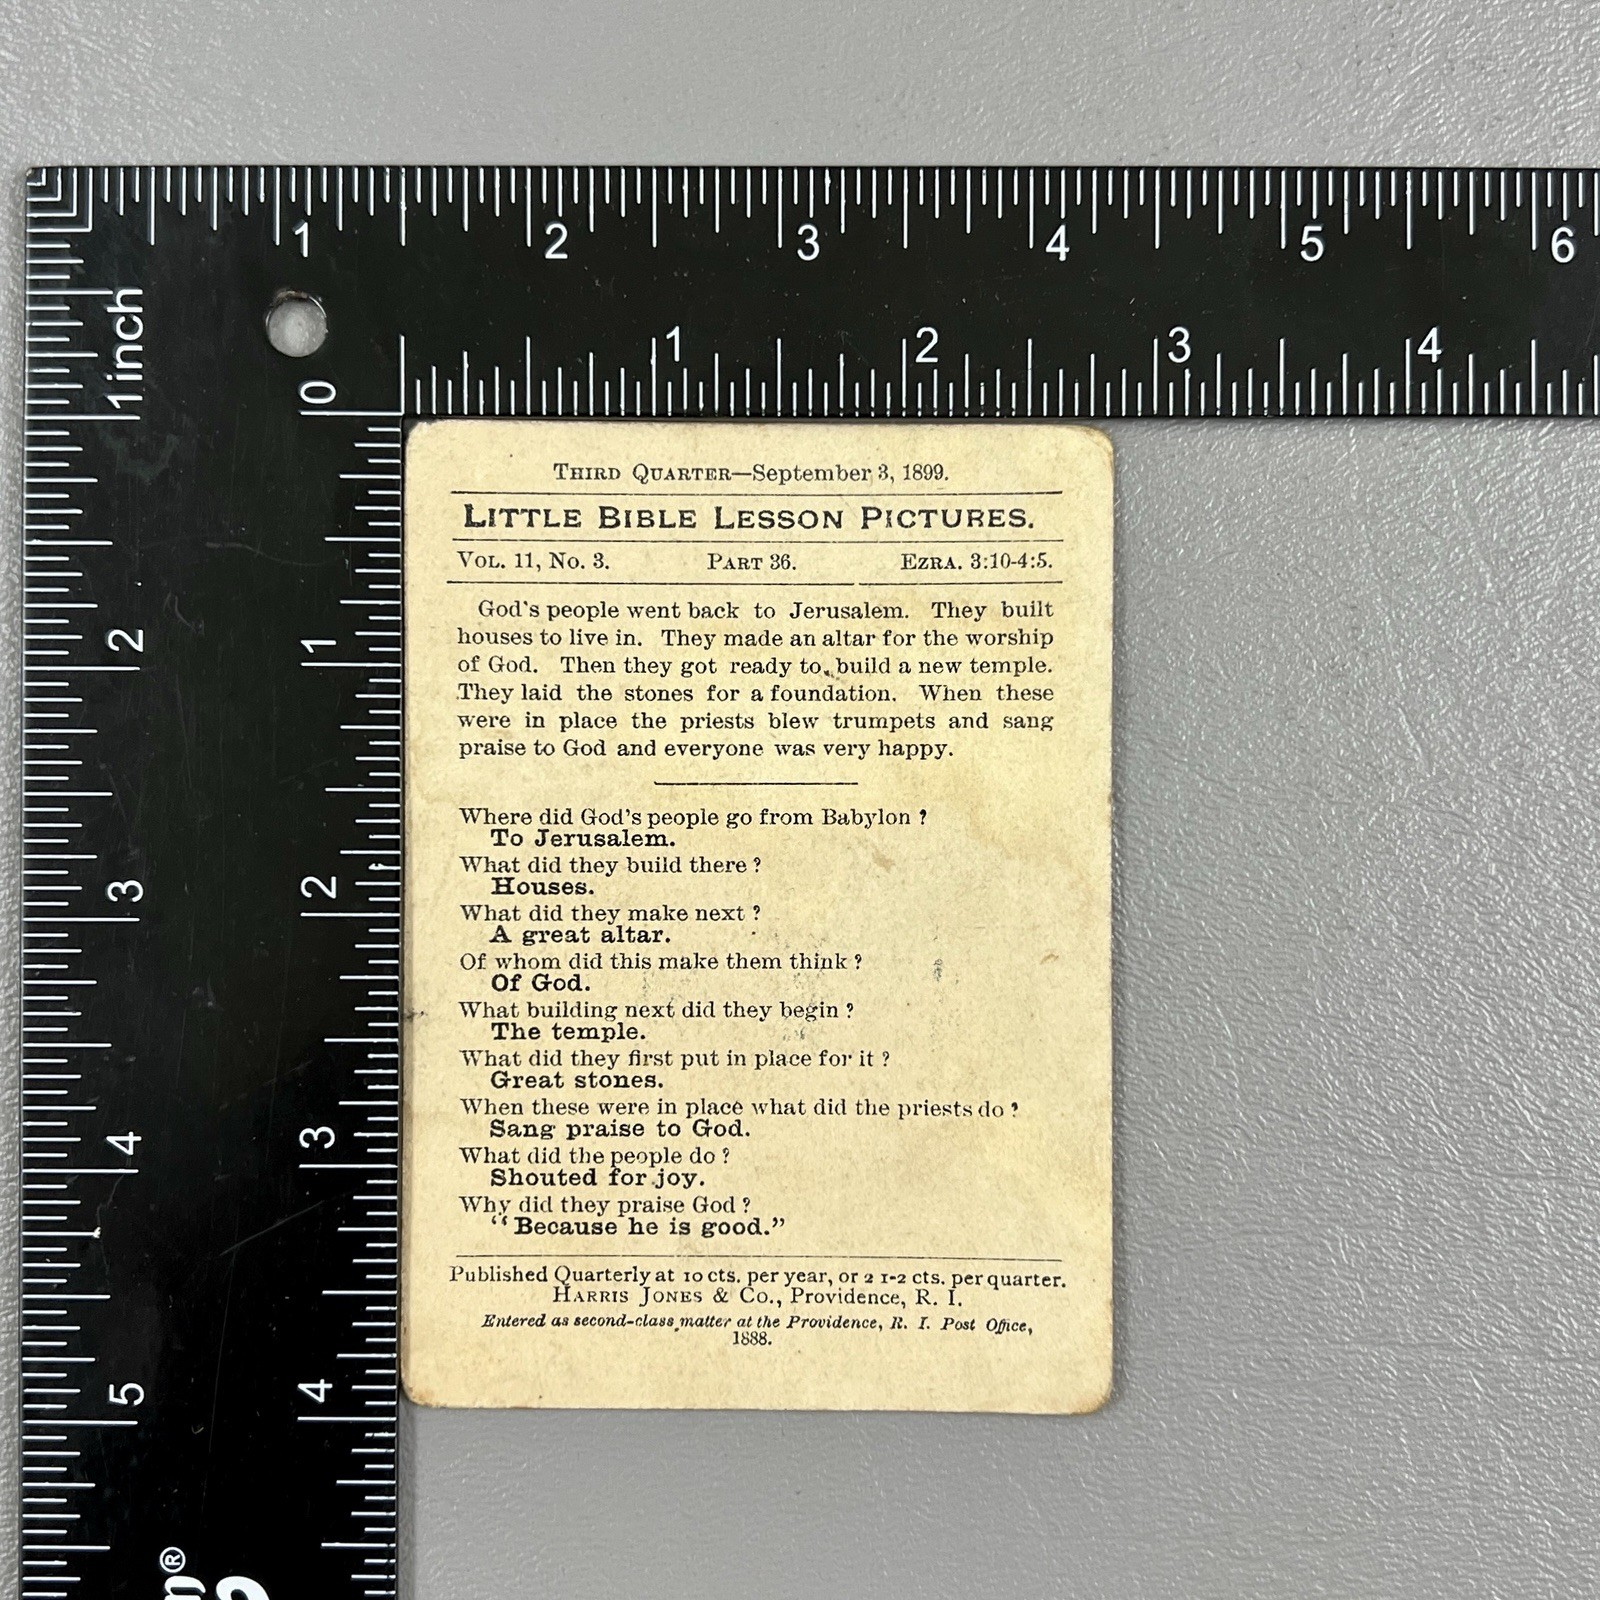 1 2 3 4 5 6
1 2 3 4
1inch
2
3
4
5
0
1
2
3
4
®
THIRD QUARTER—September 3, 1899.
LITTLE BIBLE LESSON PICTURES.
VOL. 11, No. 3. PART 36. EZRA. 3:10-4:5.
God's people went back to Jerusalem. They built
houses to live in. They made an altar for the worship
of God. Then they got ready to build a new temple.
They laid the stones for a foundation. When these
were in place the priests blew trumpets and sang
praise to God and everyone was very happy.
Where did God's people go from Babylon ?
To Jerusalem.
What did they build there ?
Houses.
What did they make next ?
A great altar.
Of whom did this make them think ?
Of God.
What building next did they begin ?
The temple.
What did they first put in place for it ?
Great stones.
When these were in place what did the priests do ?
Sang praise to God.
What did the people do ?
Shouted for joy.
Why did they praise God ?
"Because he is good."
Published Quarterly at 10 cts. per year, or 2 1-2 cts. per quarter.
HARRIS JONES & CO., Providence, R. I.
Entered as second-class matter at the Providence, R. I. Post Office,
1888.